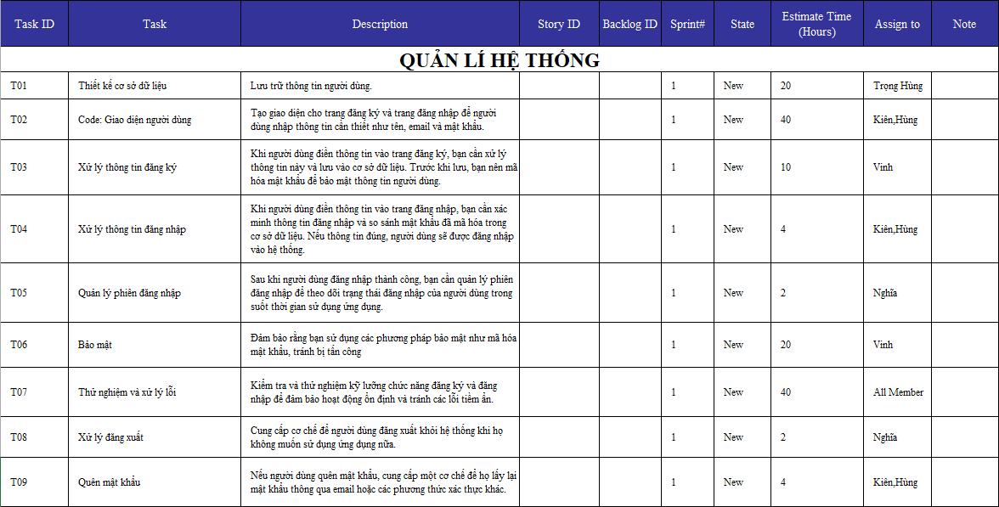 Task ID Task Description Story ID Backlog ID Sprint# State Estimate Time (Hours) Assign to Note
QUẢN LÍ HỆ THỐNG
T01 Thiết kế cơ sở dữ liệu Lưu trữ thông tin người dùng. 1 New 20 Trọng Hùng
T02 Code: Giao diện người dùng Tạo giao diện cho trang đăng ký và trang đăng nhập để người
dùng nhập thông tin cần thiết như tên, email và mật khẩu. 1 New 40 Kiên,Hùng
T03 Xử lý thông tin đăng ký Khi người dùng điền thông tin vào trang đăng ký, bạn cần xử lý
thông tin này và lưu vào cơ sở dữ liệu. Trước khi lưu, bạn nên mã
hóa mật khẩu để bảo mật thông tin người dùng. 1 New 10 Vinh
T04 Xử lý thông tin đăng nhập Khi người dùng điền thông tin vào trang đăng nhập, bạn cần xác
minh thông tin đăng nhập và so sánh mật khẩu đã mã hóa trong
cơ sở dữ liệu. Nếu thông tin đúng, người dùng sẽ được đăng nhập
vào hệ thống. 1 New 4 Kiên,Hùng
T05 Quản lý phiên đăng nhập Sau khi người dùng đăng nhập thành công, bạn cần quản lý phiên
đăng nhập để theo dõi trạng thái đăng nhập của người dùng trong
suốt thời gian sử dụng ứng dụng. 1 New 2 Nghĩa
T06 Bảo mật Đảm bảo rằng bạn sử dụng các phương pháp bảo mật như mã hóa
mật khẩu, tránh bị tấn công 1 New 20 Vinh
T07 Thử nghiệm và xử lý lỗi Kiểm tra và thử nghiệm kỹ lưỡng chức năng đăng ký và đăng
nhập để đảm bảo hoạt động ổn định và tránh các lỗi tiềm ẩn. 1 New 40 All Member
T08 Xử lý đăng xuất Cung cấp cơ chế để người dùng đăng xuất khỏi hệ thống khi họ
không muốn sử dụng ứng dụng nữa. 1 New 2 Nghĩa
T09 Quên mật khẩu Nếu người dùng quên mật khẩu, cung cấp một cơ chế để họ lấy lại
mật khẩu thông qua email hoặc các phương thức xác thực khác. 1 New 4 Kiên,Hùng